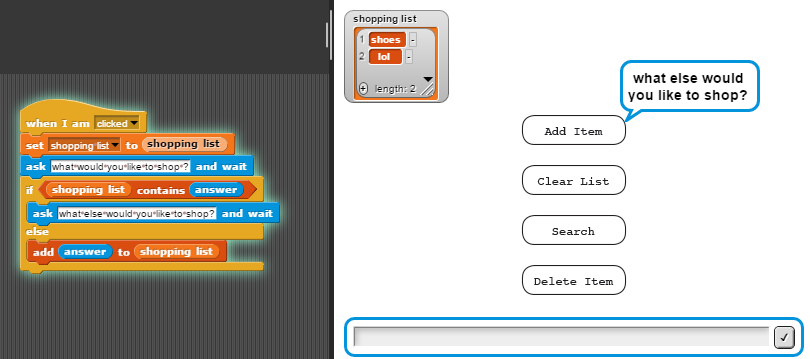 when I am clicked
set shopping list to shopping list
ask what would you like to shop ? and wait
if shopping list contains answer
ask what else would you like to shop? and wait
else
add answer to shopping list
shopping list
1 shoes -
2 lol -
+ length: 2
what else would
you like to shop?
Add Item
Clear List
Search
Delete Item
✓